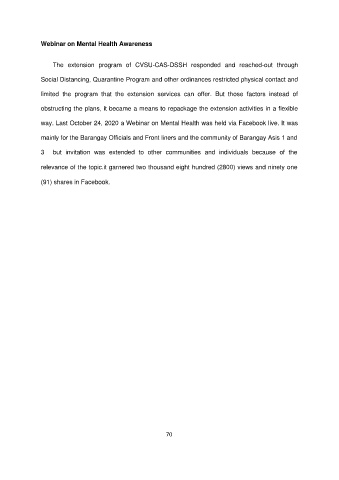 Webinar on Mental Health Awareness
The extension program of CVSU-CAS-DSSH responded and reached-out through
Social Distancing, Quarantine Program and other ordinances restricted physical contact and
limited the program that the extension services can offer. But those factors instead of
obstructing the plans, it became a means to repackage the extension activities in a flexible
way. Last October 24, 2020 a Webinar on Mental Health was held via Facebook live. It was
mainly for the Barangay Officials and Front liners and the community of Barangay Asis 1 and
3 but invitation was extended to other communities and individuals because of the
relevance of the topic.it garnered two thousand eight hundred (2800) views and ninety one
(91) shares in Facebook.
70